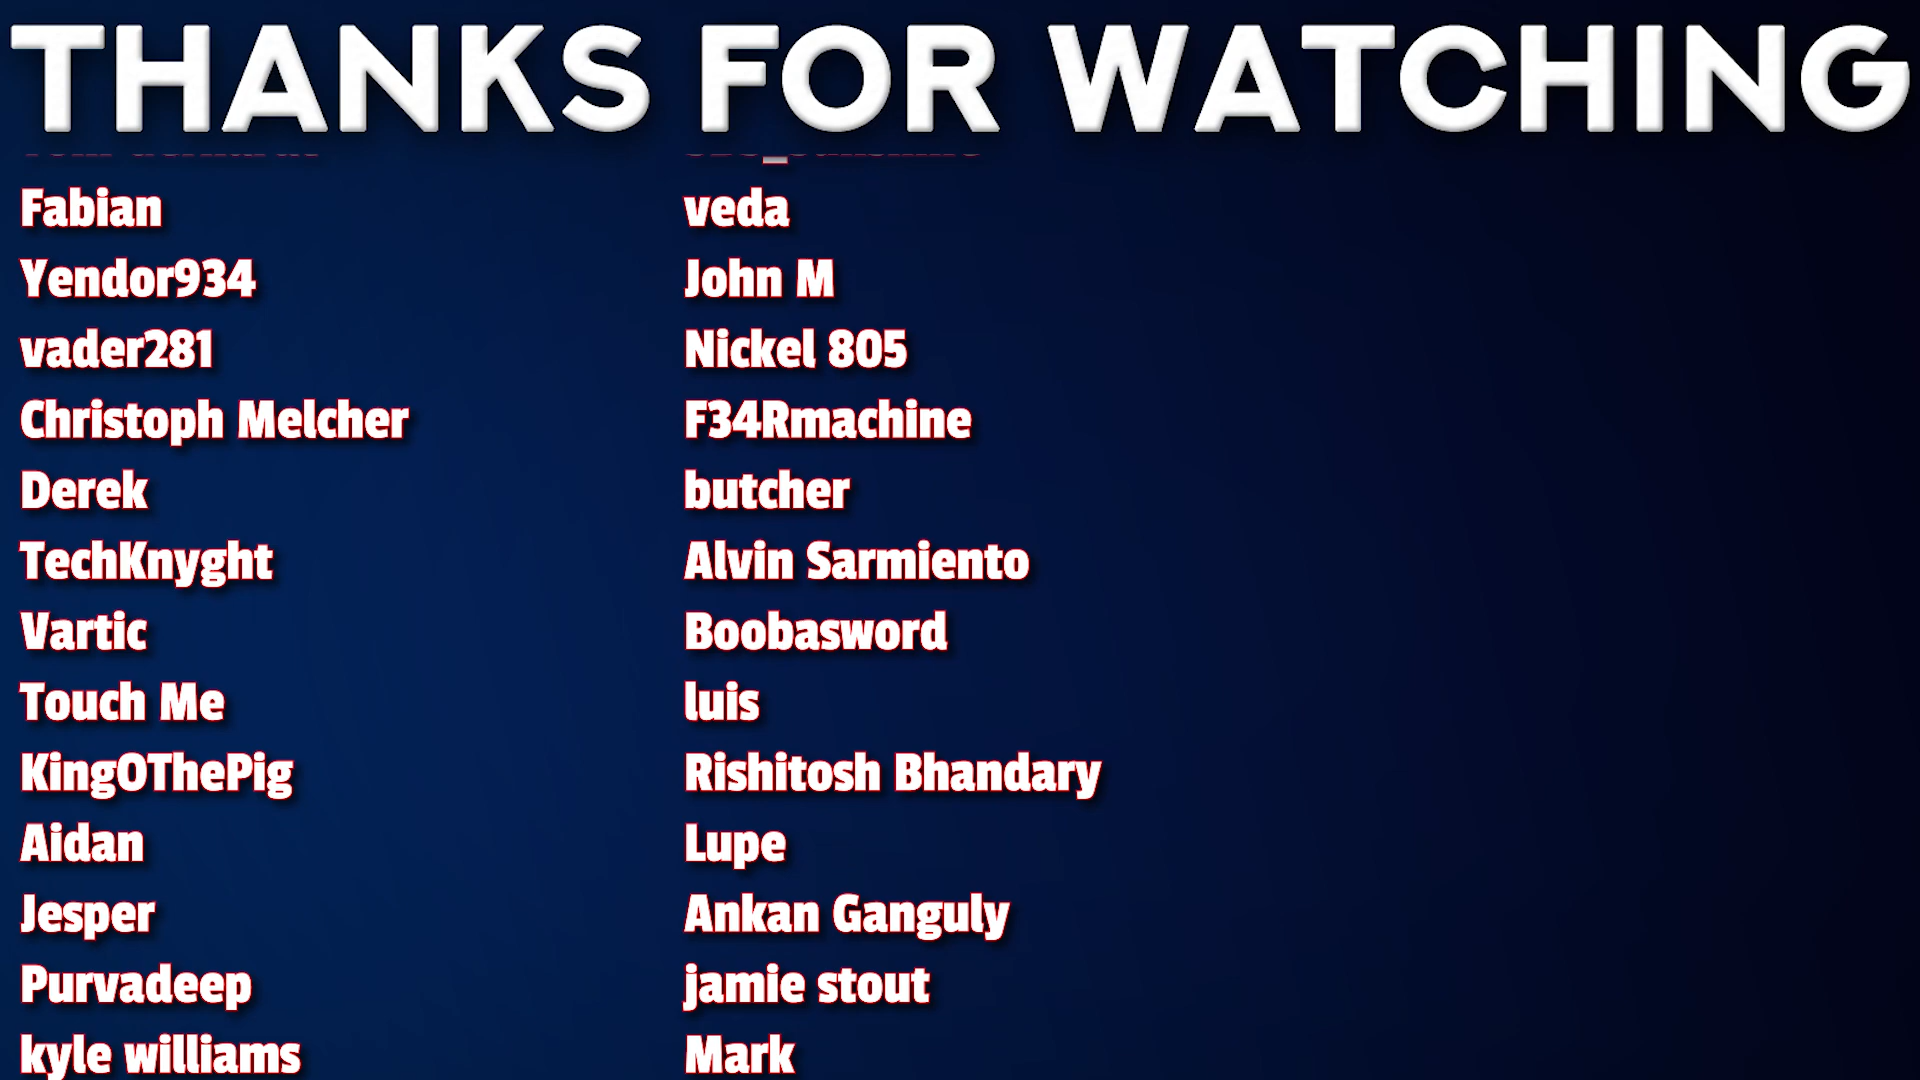 THANKS FOR WATCHING
Fabian
Yendor934
vader281
Christoph Melcher
Derek
TechKnyght
Vartic
Touch Me
KingOThePig
Aidan
Jesper
Purvadeep
kyle williams
veda
John M
Nickel 805
F34Rmachine
butcher
Alvin Sarmiento
Boobasword
luis
Rishitosh Bhandary
Lupe
Ankan Ganguly
jamie stout
Mark